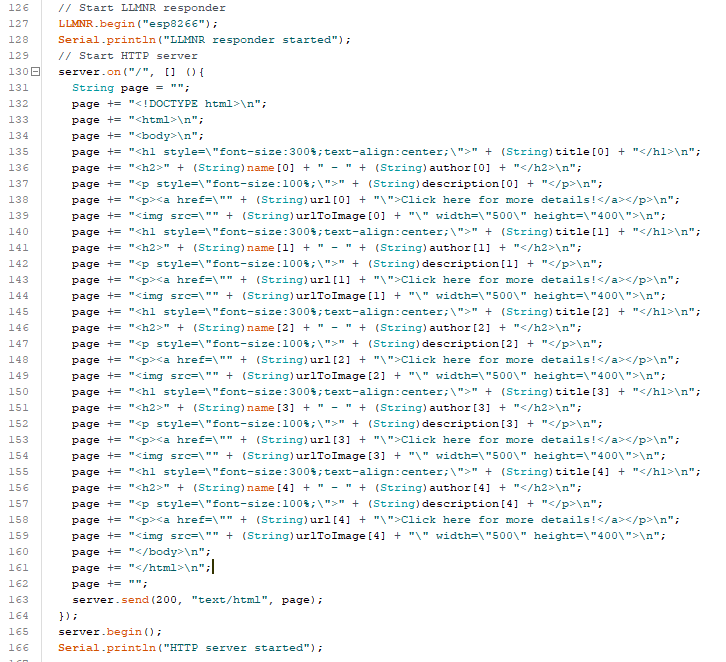 126 // Start LLMNR responder
127 LLMNR.begin("esp8266");
128 Serial.println("LLMNR responder started");
129 // Start HTTP server
130 server.on("/", [] (){
131 String page = "";
132 page += "<!DOCTYPE html>\n";
133 page += "<html>\n";
134 page += "<body>\n";
135 page += "<h1 style=\"font-size:300%;text-align:center;\">" + (String)title[0] + "</h1>\n";
136 page += "<h2>" + (String)name[0] + " - " + (String)author[0] + "</h2>\n";
137 page += "<p style=\"font-size:100%;\">" + (String)description[0] + "</p>\n";
138 page += "<p><a href=\"" + (String)url[0] + "\">Click here for more details!</a></p>\n";
139 page += "<img src=\"" + (String)urlToImage[0] + "\" width=\"500\" height=\"400\">\n";
140 page += "<h1 style=\"font-size:300%;text-align:center;\">" + (String)title[1] + "</h1>\n";
141 page += "<h2>" + (String)name[1] + " - " + (String)author[1] + "</h2>\n";
142 page += "<p style=\"font-size:100%;\">" + (String)description[1] + "</p>\n";
143 page += "<p><a href=\"" + (String)url[1] + "\">Click here for more details!</a></p>\n";
144 page += "<img src=\"" + (String)urlToImage[1] + "\" width=\"500\" height=\"400\">\n";
145 page += "<h1 style=\"font-size:300%;text-align:center;\">" + (String)title[2] + "</h1>\n";
146 page += "<h2>" + (String)name[2] + " - " + (String)author[2] + "</h2>\n";
147 page += "<p style=\"font-size:100%;\">" + (String)description[2] + "</p>\n";
148 page += "<p><a href=\"" + (String)url[2] + "\">Click here for more details!</a></p>\n";
149 page += "<img src=\"" + (String)urlToImage[2] + "\" width=\"500\" height=\"400\">\n";
150 page += "<h1 style=\"font-size:300%;text-align:center;\">" + (String)title[3] + "</h1>\n";
151 page += "<h2>" + (String)name[3] + " - " + (String)author[3] + "</h2>\n";
152 page += "<p style=\"font-size:100%;\">" + (String)description[3] + "</p>\n";
153 page += "<p><a href=\"" + (String)url[3] + "\">Click here for more details!</a></p>\n";
154 page += "<img src=\"" + (String)urlToImage[3] + "\" width=\"500\" height=\"400\">\n";
155 page += "<h1 style=\"font-size:300%;text-align:center;\">" + (String)title[4] + "</h1>\n";
156 page += "<h2>" + (String)name[4] + " - " + (String)author[4] + "</h2>\n";
157 page += "<p style=\"font-size:100%;\">" + (String)description[4] + "</p>\n";
158 page += "<p><a href=\"" + (String)url[4] + "\">Click here for more details!</a></p>\n";
159 page += "<img src=\"" + (String)urlToImage[4] + "\" width=\"500\" height=\"400\">\n";
160 page += "</body>\n";
161 page += "</html>\n";
162 page += "";
163 server.send(200, "text/html", page);
164 });
165 server.begin();
166 Serial.println("HTTP server started");